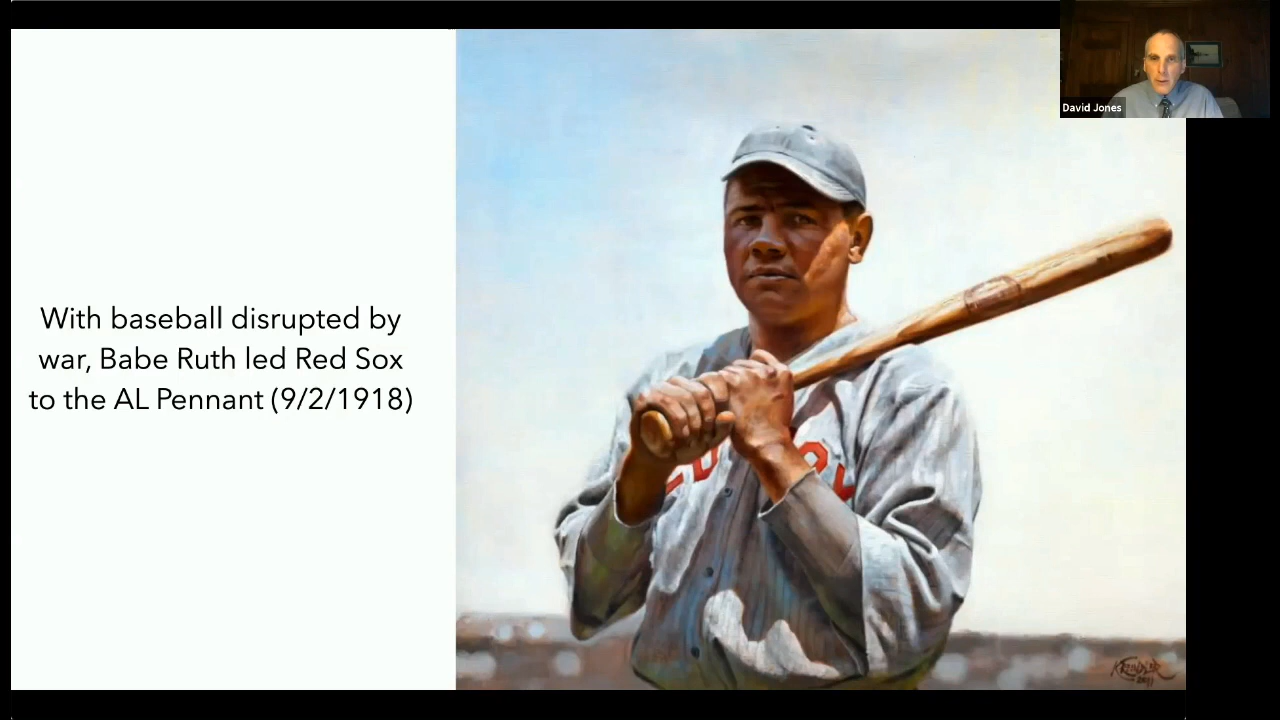 With baseball disrupted by
war, Babe Ruth led Red Sox
to the AL Pennant (9/2/1918)
David Jones